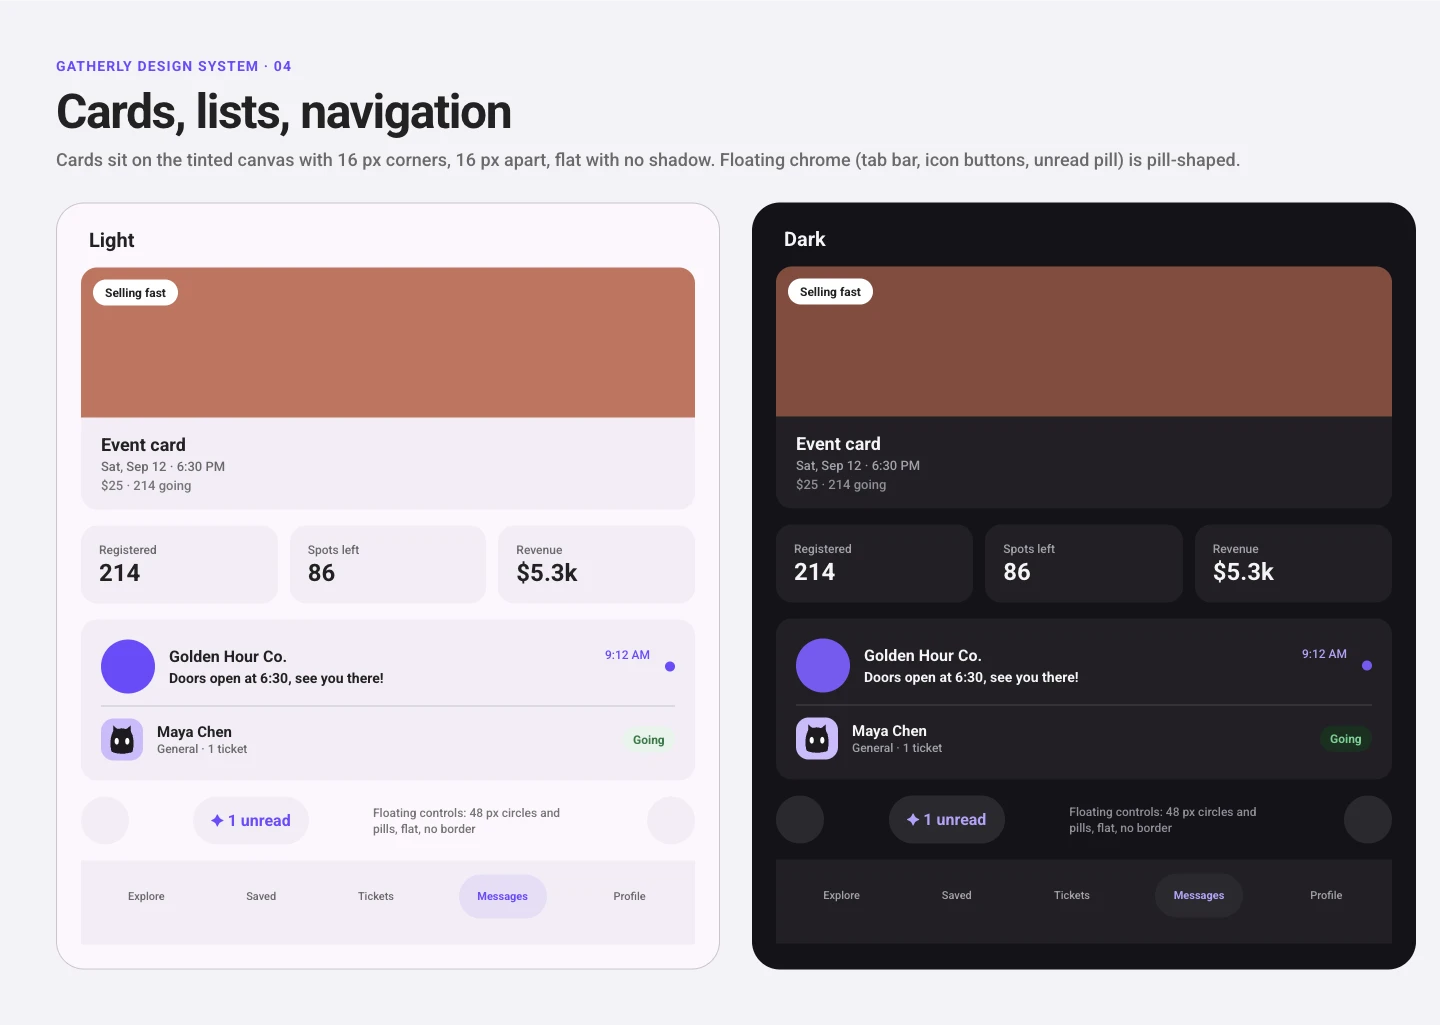 GATHERLY DESIGN SYSTEM · 04
Cards, lists, navigation
Cards sit on the tinted canvas with 16 px corners, 16 px apart, flat with no shadow. Floating chrome (tab bar, icon buttons, unread pill) is pill-shaped.
Light
Selling fast
Event card
Sat, Sep 12 · 6:30 PM
$25 · 214 going
Registered
214
Spots left
86
Revenue
$5.3k
Golden Hour Co.
9:12 AM
Doors open at 6:30, see you there!
Maya Chen
General · 1 ticket
Going
✦ 1 unread
Floating controls: 48 px circles and
pills, flat, no border
Explore
Saved
Tickets
Messages
Profile
Dark
Selling fast
Event card
Sat, Sep 12 · 6:30 PM
$25 · 214 going
Registered
214
Spots left
86
Revenue
$5.3k
Golden Hour Co.
9:12 AM
Doors open at 6:30, see you there!
Maya Chen
General · 1 ticket
Going
✦ 1 unread
Floating controls: 48 px circles and
pills, flat, no border
Explore
Saved
Tickets
Messages
Profile